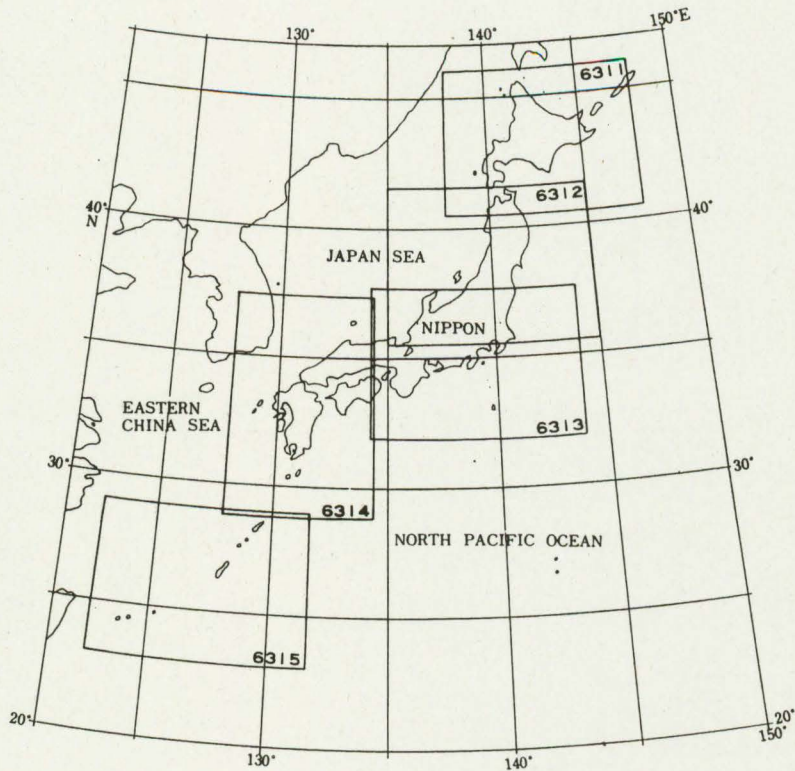 130°
140°
150°E
6311
6312
40°
N
40°
JAPAN SEA
NIPPON
EASTERN
CHINA SEA
6313
30°
30°
6314
NORTH PACIFIC OCEAN
6315
20°
20°
150°
130°
140°